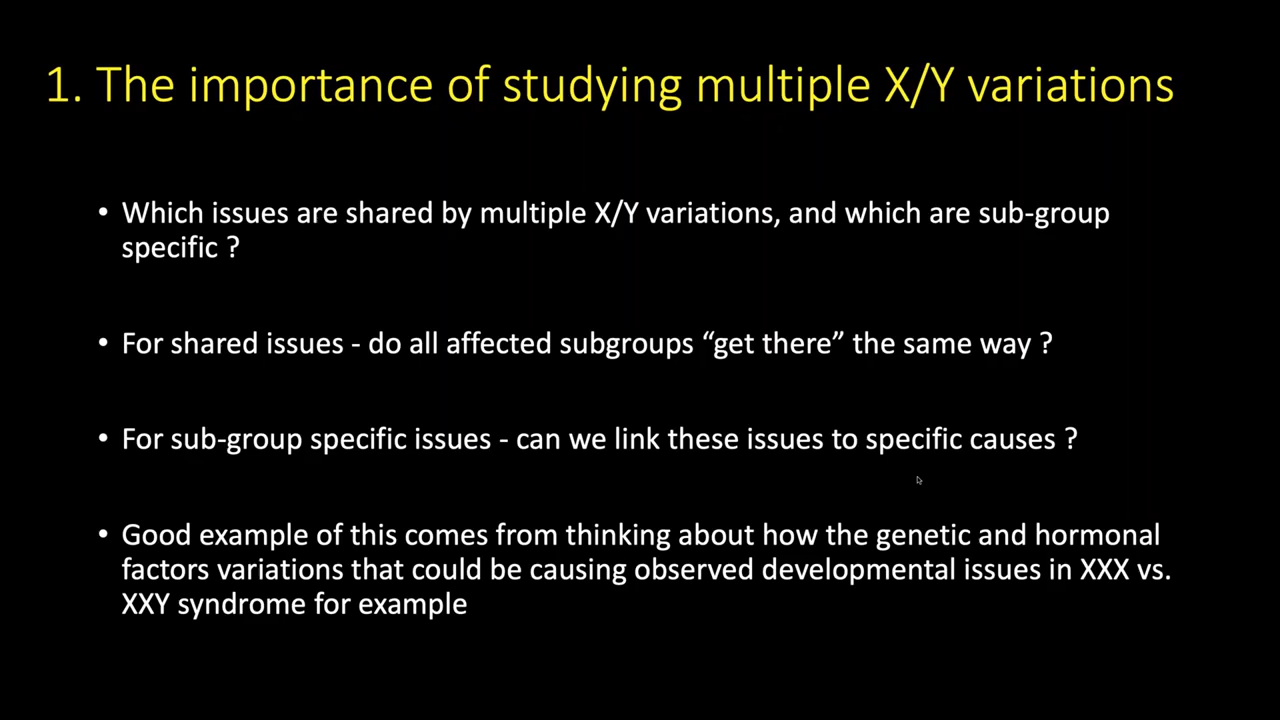 1. The importance of studying multiple X/Y variations
• Which issues are shared by multiple X/Y variations, and which are sub-group
specific ?
• For shared issues - do all affected subgroups “get there” the same way ?
• For sub-group specific issues - can we link these issues to specific causes ?
• Good example of this comes from thinking about how the genetic and hormonal
factors variations that could be causing observed developmental issues in XXX vs.
XXY syndrome for example